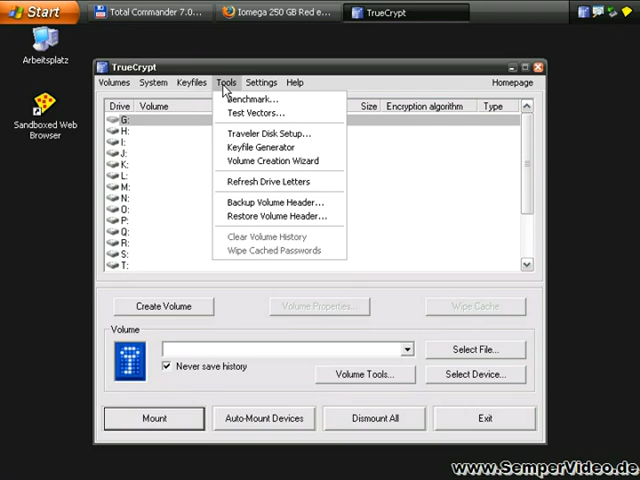 Start
Total Commander 7.0...
Iomega 250 GB Red e...
TrueCrypt
Arbeitsplatz
Sandboxed Web
Browser
TrueCrypt
Volumes System Keyfiles Tools Settings Help Homepage
Drive Volume Size Encryption algorithm Type
G:
H:
I:
J:
K:
L:
M:
N:
O:
P:
Q:
R:
S:
T:
Benchmark...
Test Vectors...
Traveler Disk Setup...
Keyfile Generator
Volume Creation Wizard
Refresh Drive Letters
Backup Volume Header...
Restore Volume Header...
Clear Volume History
Wipe Cached Passwords
Create Volume
Volume Properties...
Wipe Cache
Volume
Select File...
Never save history
Volume Tools...
Select Device...
Mount
Auto-Mount Devices
Dismount All
Exit
www.SemperVideo.de